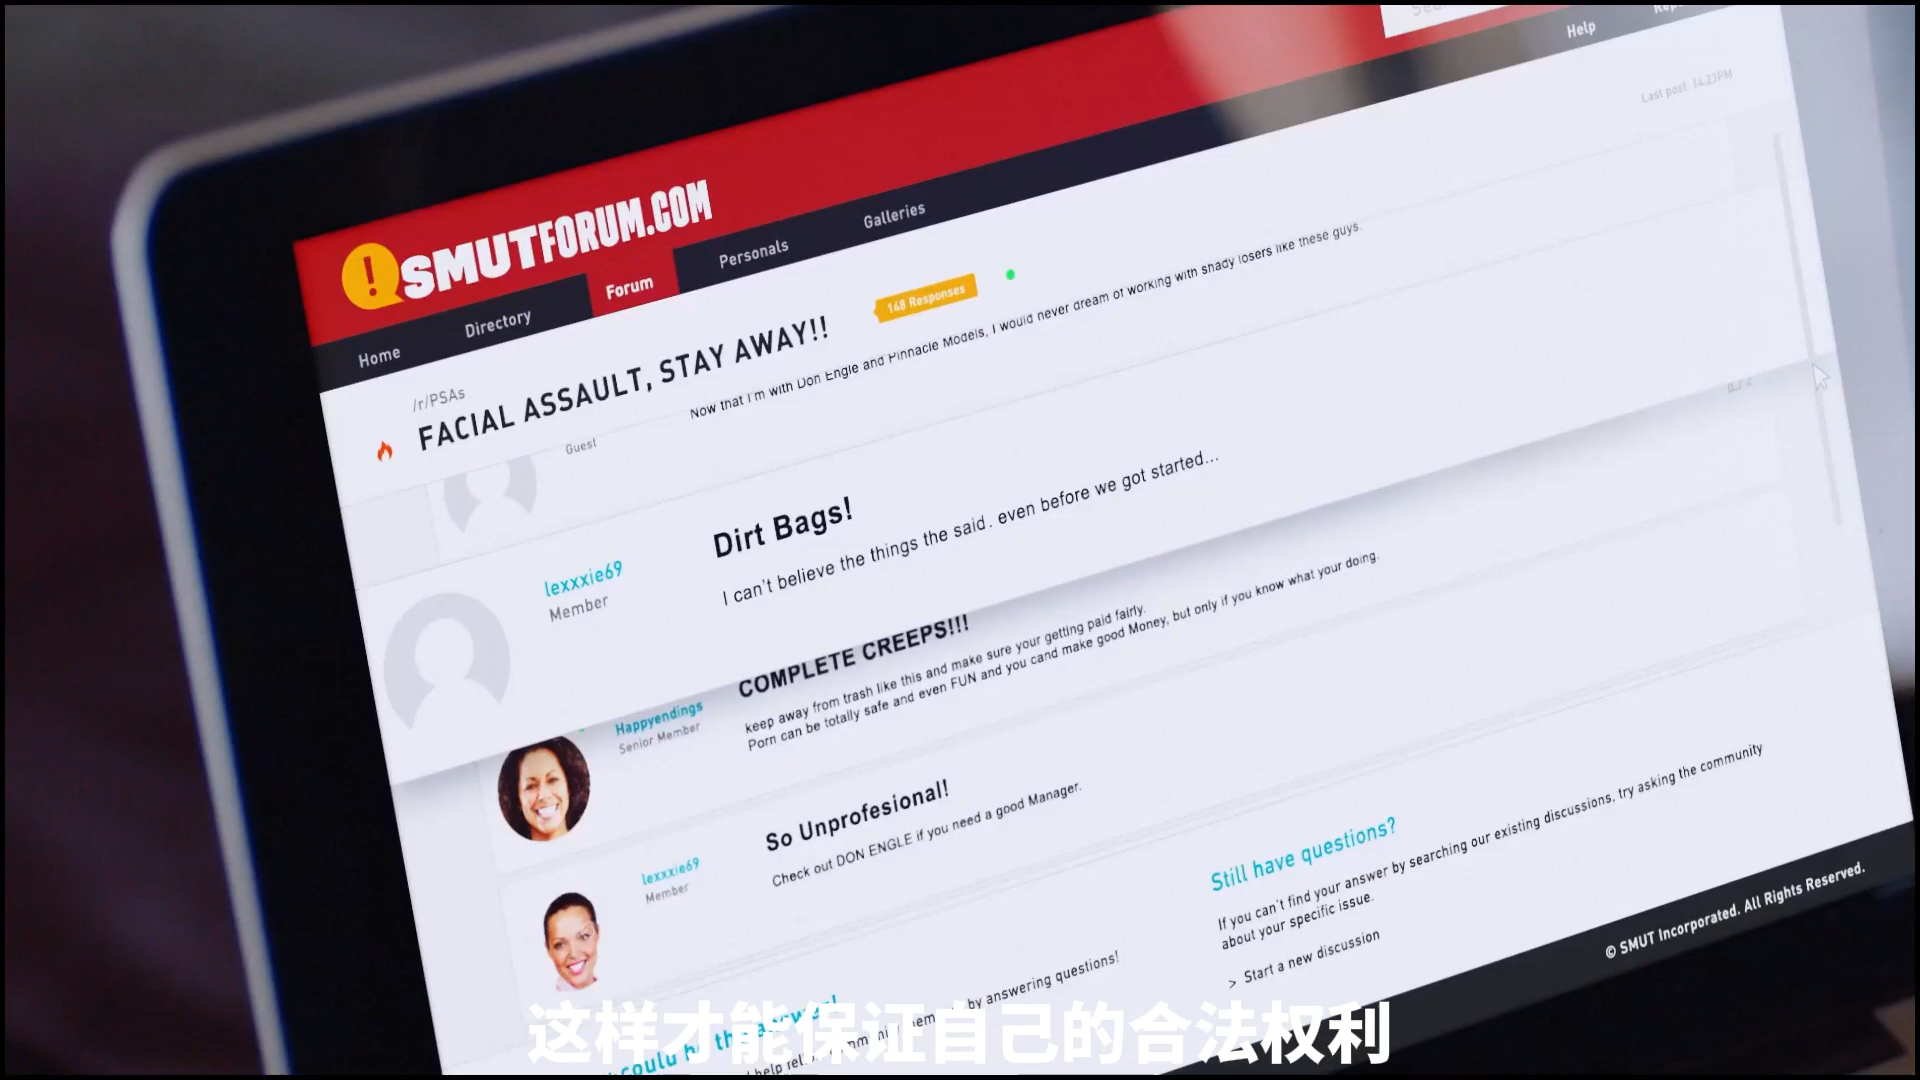 Help
Last post: 14.23PM
SMUTFORUM.COM
Home
Directory
Forum
Personals
Galleries
/r/PSAs
FACIAL ASSAULT, STAY AWAY!!
148 Responses
Guest
Now that I'm with Don Engle and Pinnacle Models, I would never dream of working with shady losers like these guys.
lexxxie69
Member
Dirt Bags!
I can't believe the things the said. even before we got started...
Happyendings
Senior Member
COMPLETE CREEPS!!!
keep away from trash like this and make sure your getting paid fairly.
Porn can be totally safe and even FUN and you cand make good Money, but only if you know what your doing.
lexxxie69
Member
So Unprofesional!
Check out DON ENGLE if you need a good Manager.
Still have questions?
If you can't find your answer by searching our existing discussions, try asking the community
about your specific issue.
> Start a new discussion
by answering questions!
© SMUT Incorporated. All Rights Reserved.
这样才能保证自己的合法权利